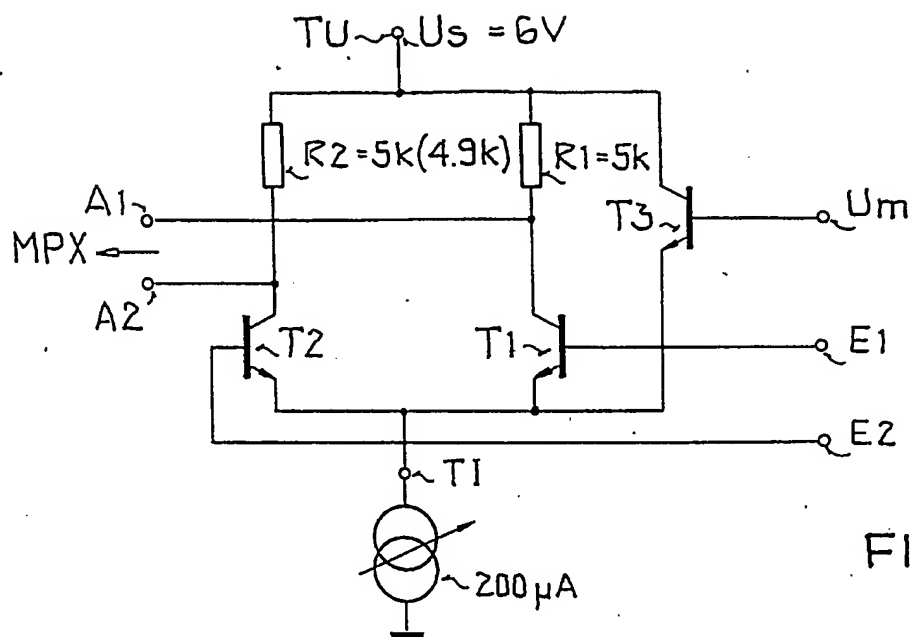 TU Us = 6V
R2=5k(4.9k) R1=5k
A1
T3 Um
MPX
A2
T2 T1 E1
E2
TI
200µA
FI